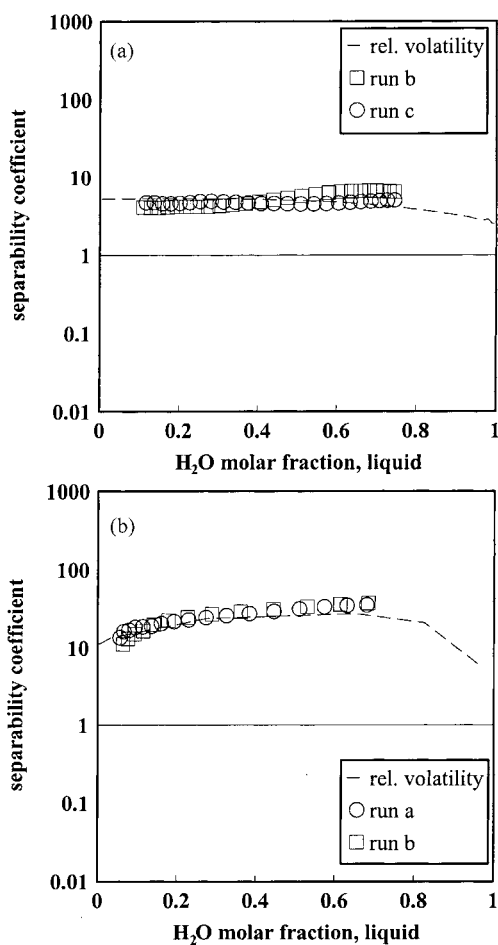 1000
(a)
rel. volatility
run b
run c
100
10
1
0.1
0.01
separability coefficient
0
0.2
0.4
0.6
0.8
1
H₂O molar fraction, liquid
1000
(b)
100
10
1
rel. volatility
run a
run b
0.1
0.01
separability coefficient
0
0.2
0.4
0.6
0.8
1
H₂O molar fraction, liquid